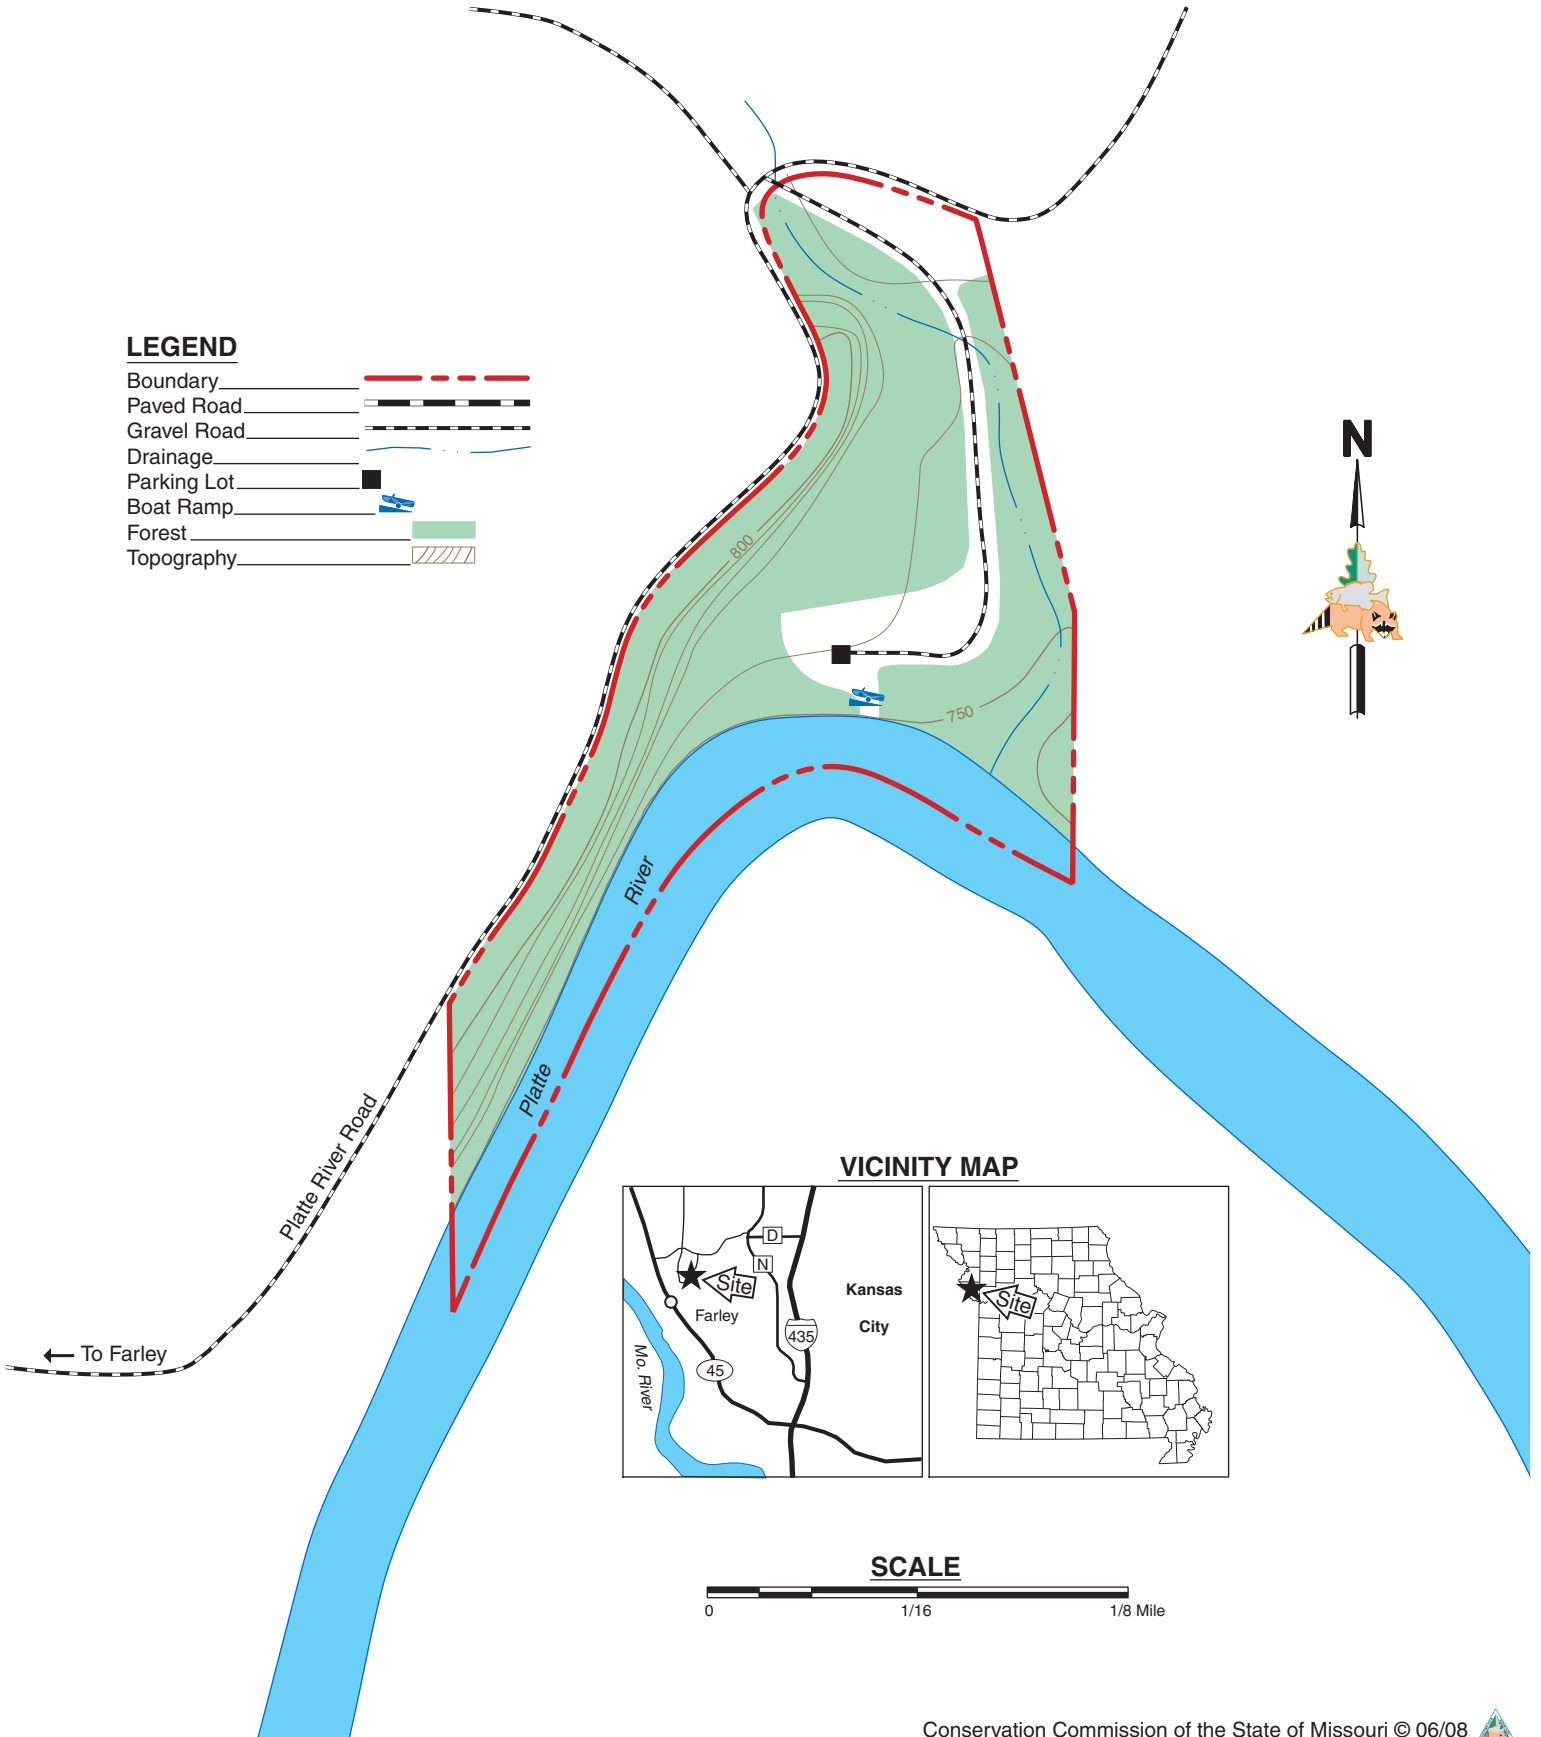 LEGEND
Boundary
Paved Road
Gravel Road
Drainage
Parking Lot
Boat Ramp
Forest
Topography
N
800
750
River
Platte
Platte River Road
To Farley
VICINITY MAP
D
N
Site
Farley
Kansas
City
435
45
Mo. River
Site
SCALE
0 1/16 1/8 Mile
Conservation Commission of the State of Missouri © 06/08